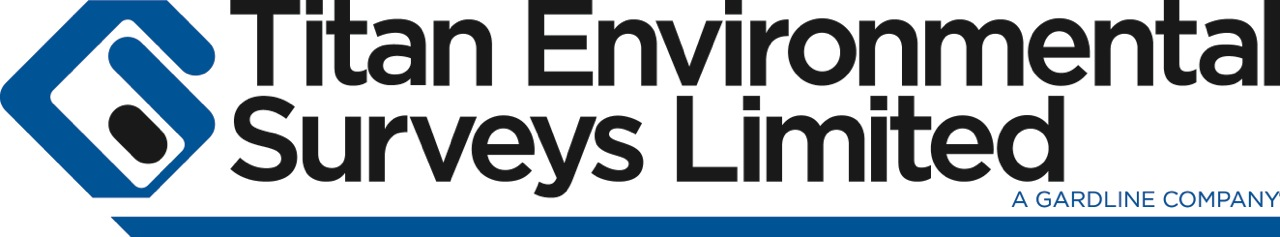 Titan Environmental
Surveys Limited
A GARDLINE COMPANY